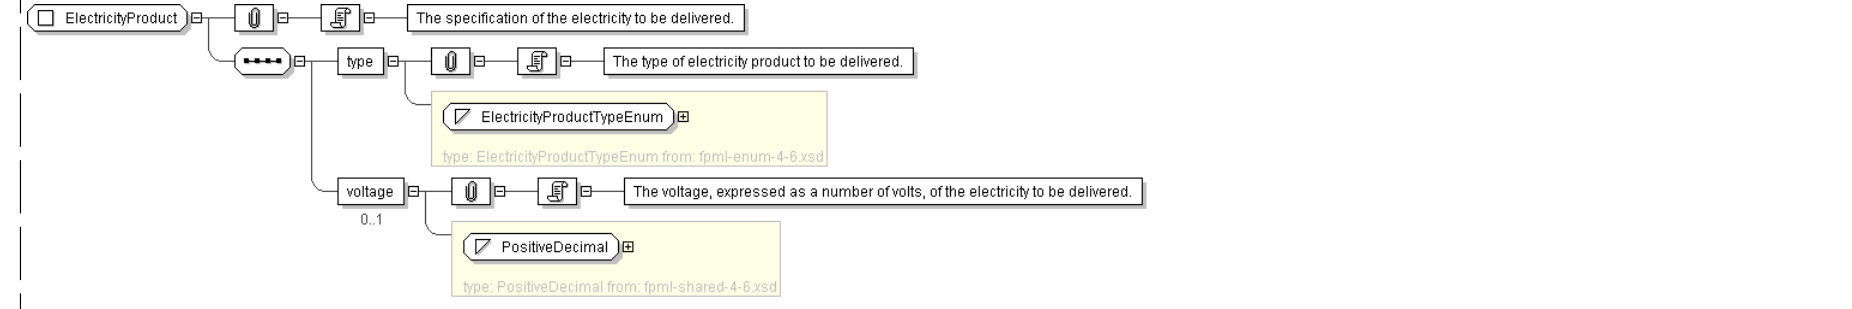 ElectricityProduct
The specification of the electricity to be delivered.
type
The type of electricity product to be delivered.
ElectricityProductTypeEnum
type: ElectricityProductTypeEnum from: fpml-enum-4-6.xsd
voltage
The voltage, expressed as a number of volts, of the electricity to be delivered.
0..1
PositiveDecimal
type: PositiveDecimal from: fpml-shared-4-6.xsd